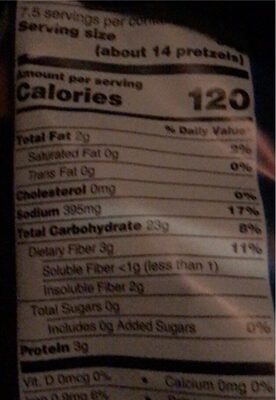 7.5 servings per
Serving size
(about 14 pretzels)
Amount per serving
Calories 120
% Daily Value
Total Fat 2g 2%
Saturated Fat 0g 0%
Trans Fat 0g
Cholesterol 0mg 0%
Sodium 395mg 17%
Total Carbohydrate 23g 8%
Dietary Fiber 3g 11%
Soluble Fiber <1g (less than 1)
Insoluble Fiber 2g
Total Sugars 0g
Includes 0g Added Sugars 0%
Protein 3g
Vit. D 0mcg 0% • Calcium 0mg 0%